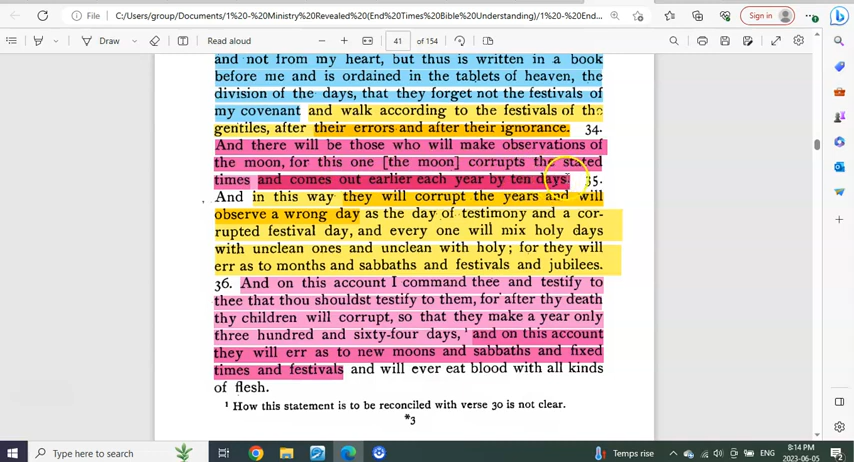 File
C:/Users/group/Documents/1%20-%20Ministry%20Revealed%20(End%20Times%20Bible%20Understanding)/1%20-%20End...
Sign in
Draw
Read aloud
41
of 154
and not from my heart, but thus is written in a book
before me and is ordained in the tablets of heaven, the
division of the days, that they forget not the festivals of
my covenant and walk according to the festivals of the
gentiles, after their errors and after their ignorance. 34.
And there will be those who will make observations of
the moon, for this one [the moon] corrupts the stated
times and comes out earlier each year by ten days. 35.
And in this way they will corrupt the years and will
observe a wrong day as the day of testimony and a cor-
rupted festival day, and every one will mix holy days
with unclean ones and unclean with holy; for they will
err as to months and sabbaths and festivals and jubilees.
36. And on this account I command thee and testify to
thee that thou shouldst testify to them, for after thy death
thy children will corrupt, so that they make a year only
three hundred and sixty-four days,¹ and on this account
they will err as to new moons and sabbaths and fixed
times and festivals and will ever eat blood with all kinds
of flesh.
¹ How this statement is to be reconciled with verse 30 is not clear.
*3
Type here to search
Temps rise
ENG
8:14 PM
2023-06-05
2